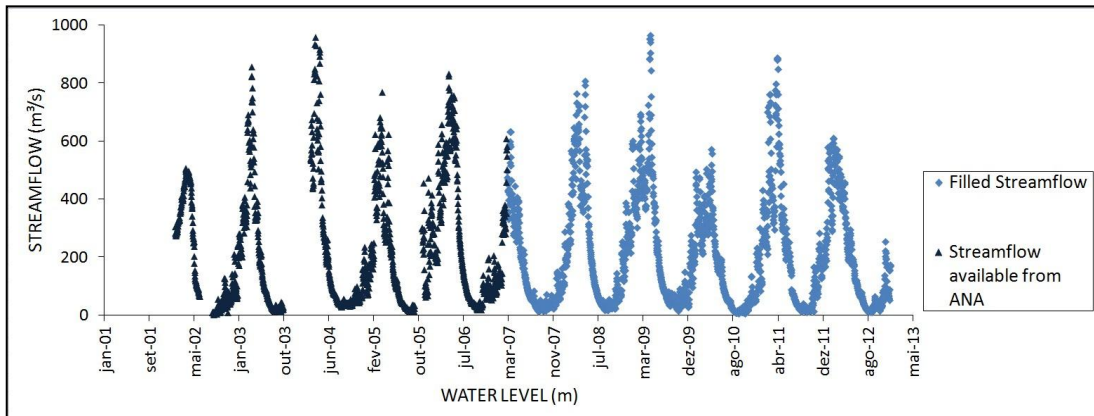 1000
800
600
400
200
0
STREAMFLOW (m³/s)
jan-01
set-01
mai-02
jan-03
out-03
jun-04
fev-05
out-05
jul-06
mar-07
nov-07
jul-08
mar-09
dez-09
ago-10
abr-11
dez-11
ago-12
mai-13
WATER LEVEL (m)
Filled Streamflow
Streamflow
available from
ANA